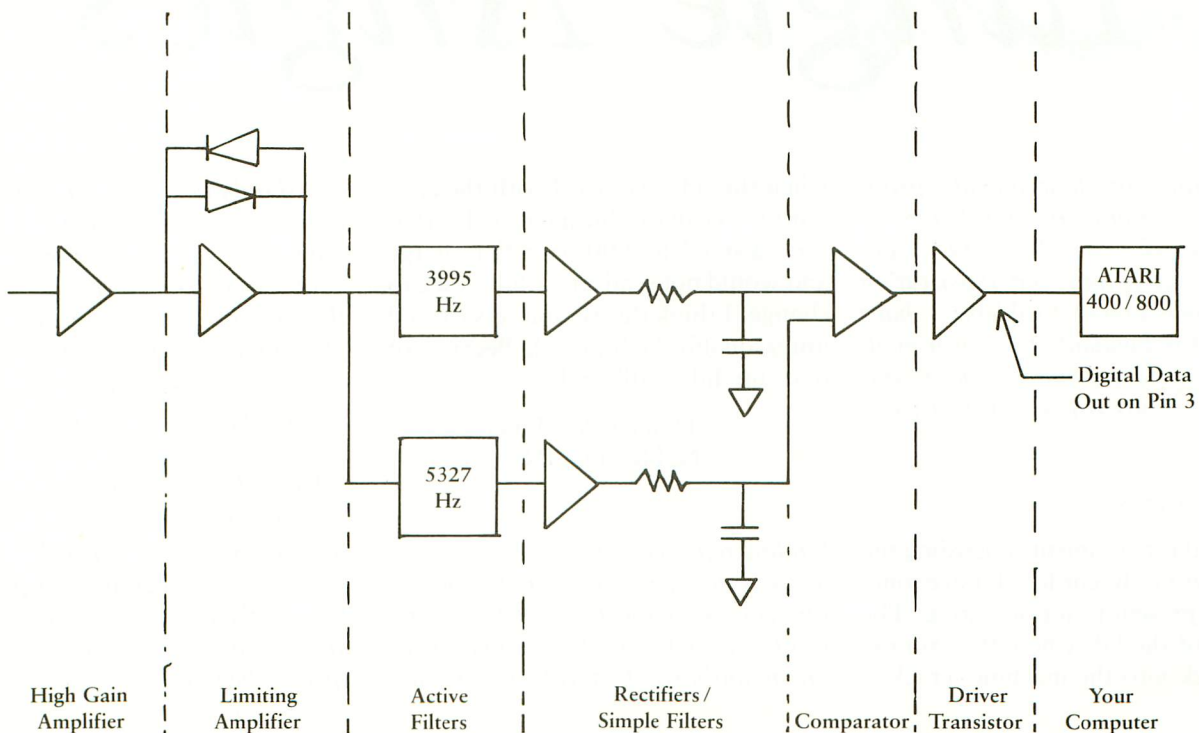 3995
Hz
ATARI
400/800
Digital Data
Out on Pin 3
5327
Hz
High Gain
Amplifier
Limiting
Amplifier
Active
Filters
Rectifiers/
Simple Filters
Comparator
Driver
Transistor
Your
Computer